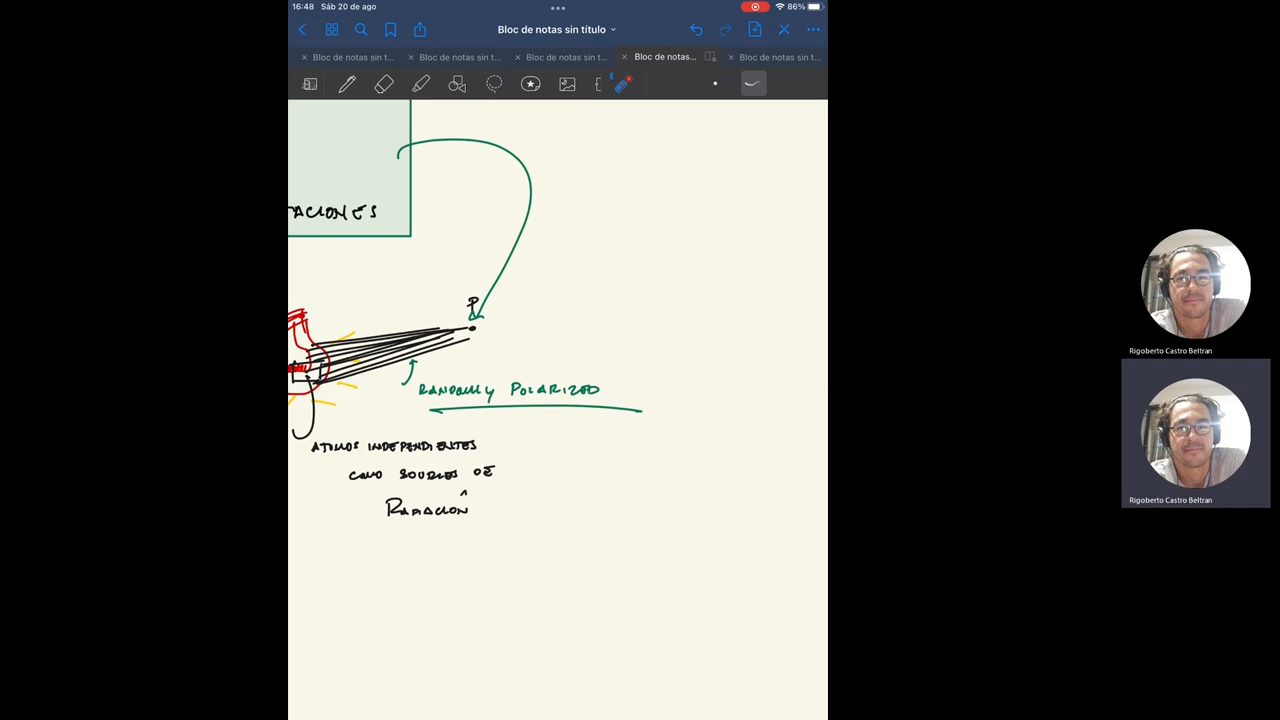 16:48 Sáb 20 de ago
86%
Bloc de notas sin título
Bloc de notas sin t...
Bloc de notas sin t...
Bloc de notas sin t...
Bloc de notas...
Bloc de notas sin t...
TACIONES
P
RANDOMLY POLARIZED
ATOMOS INDEPENDIENTES
COMO SOURCES DE
RADIACION
Rigoberto Castro Beltran
Rigoberto Castro Beltran